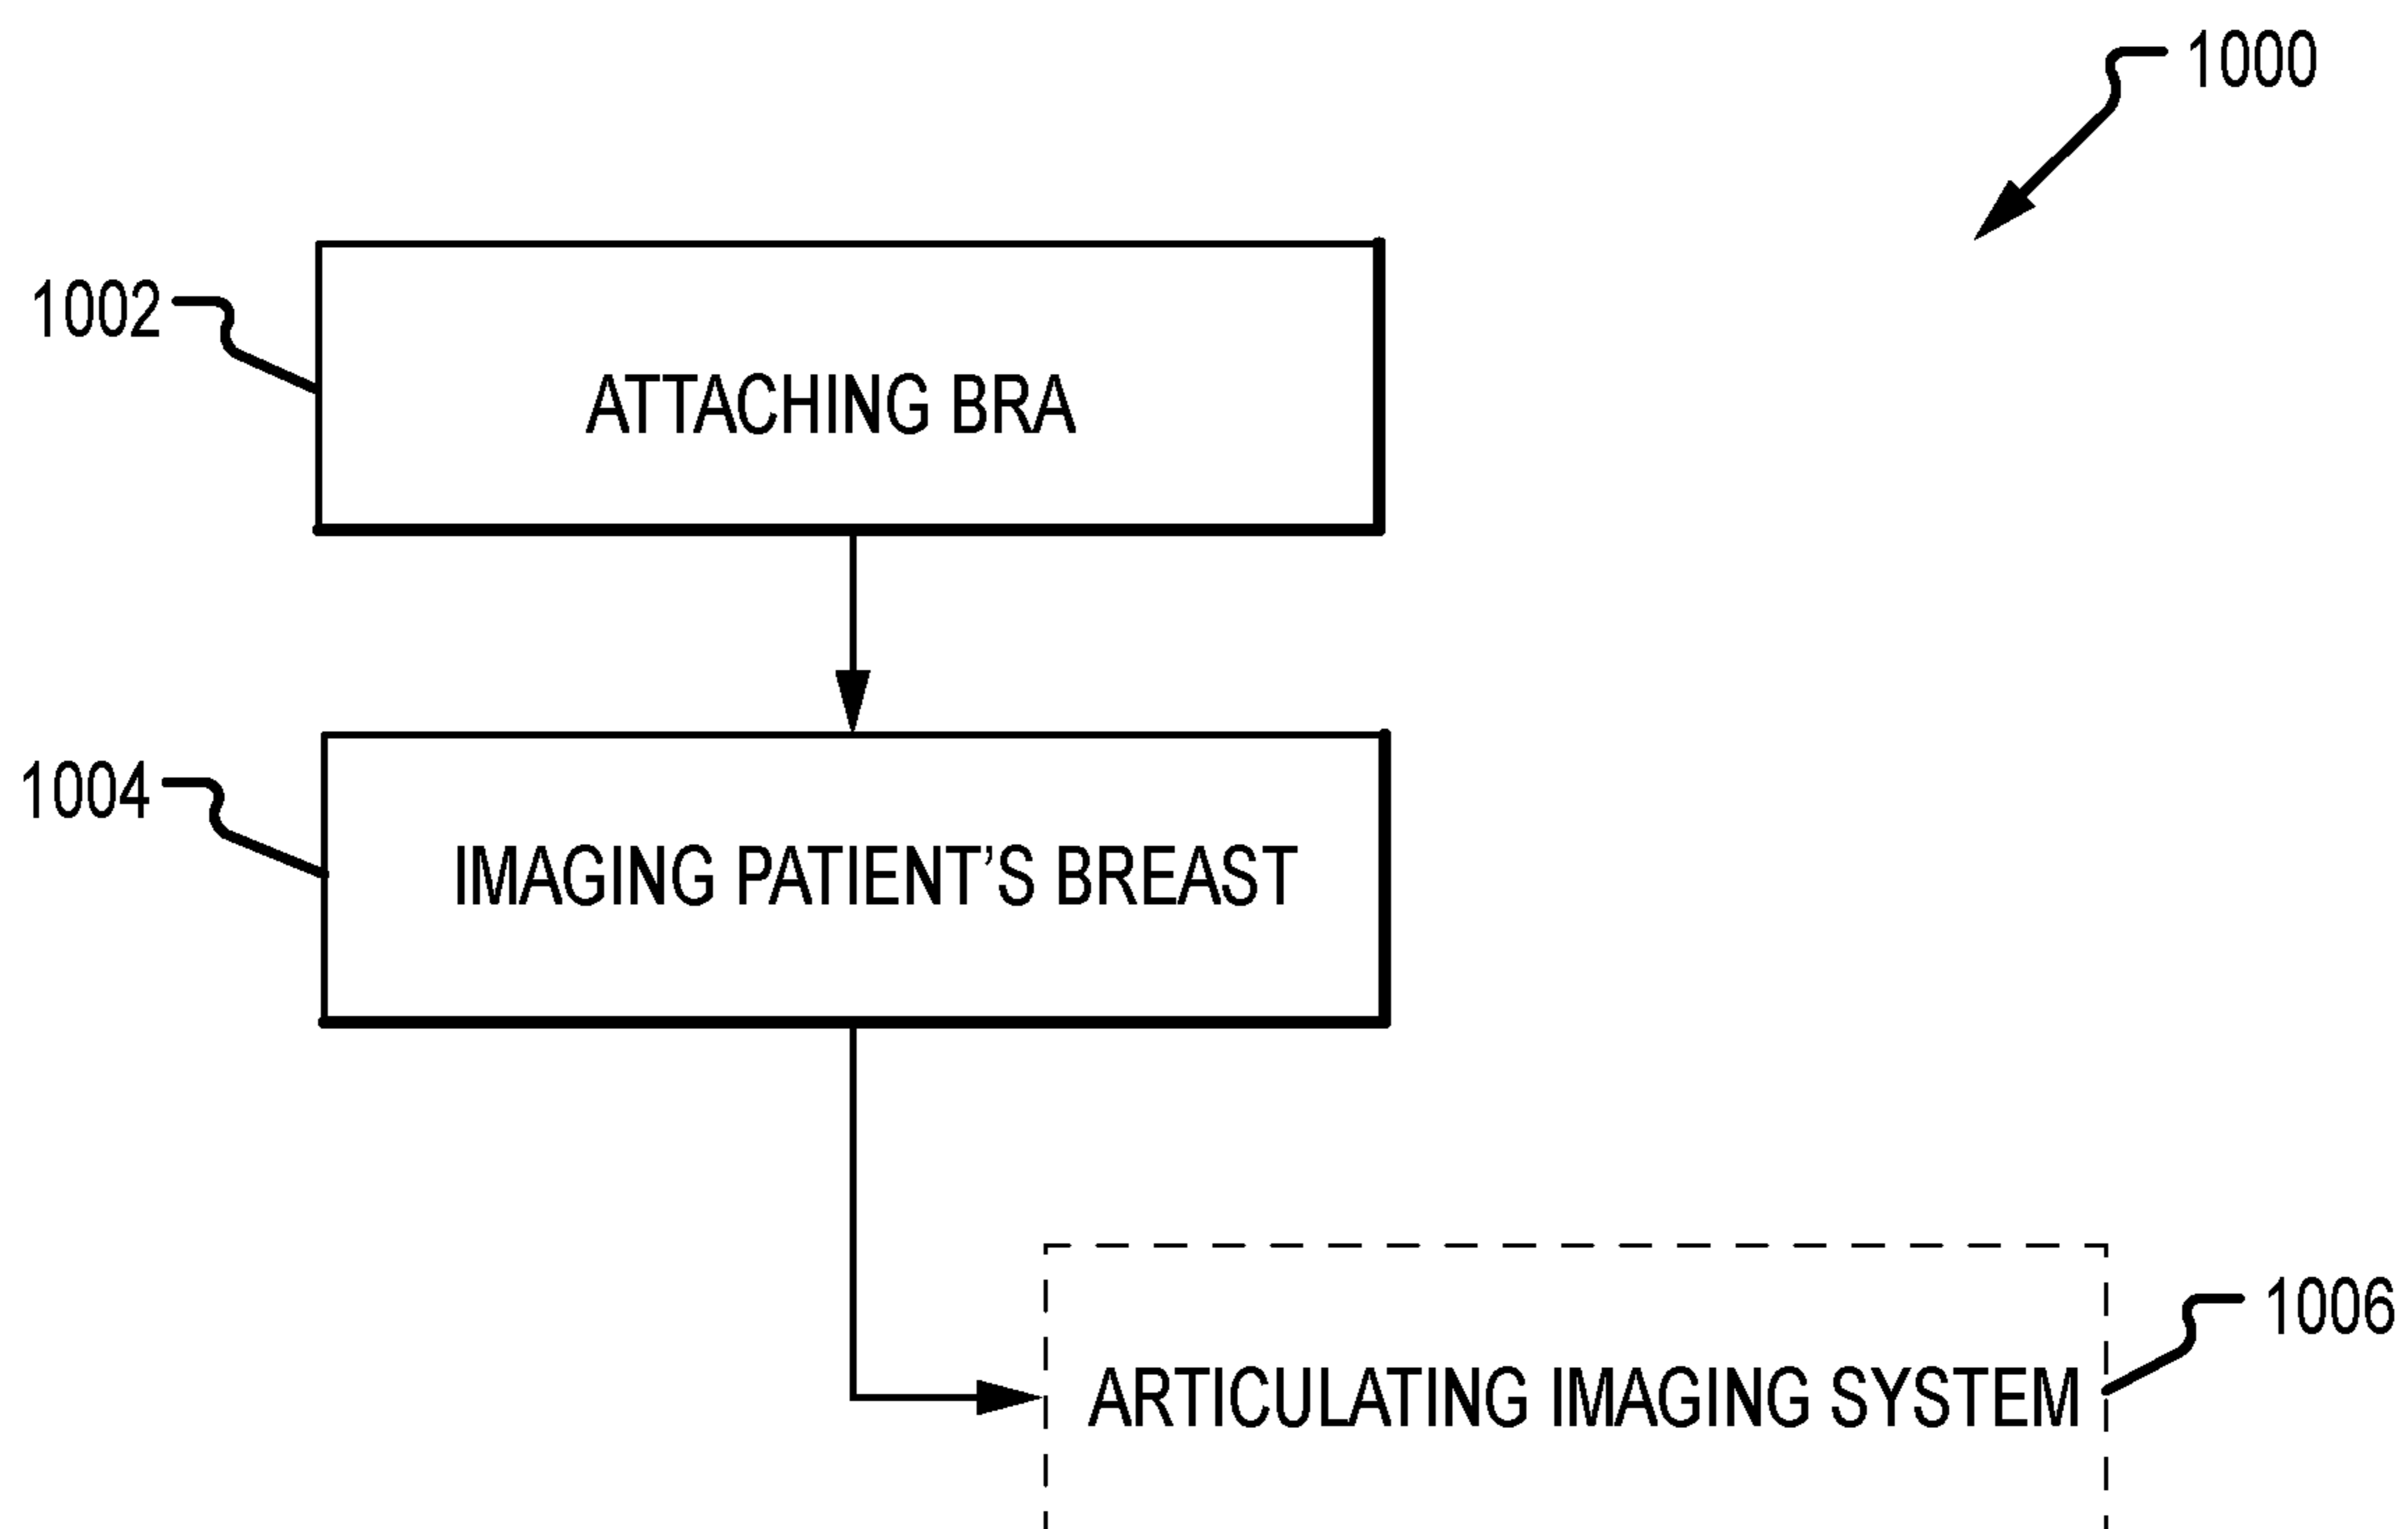 1000
1002
ATTACHING BRA
1004
IMAGING PATIENT’S BREAST
1006
ARTICULATING IMAGING SYSTEM